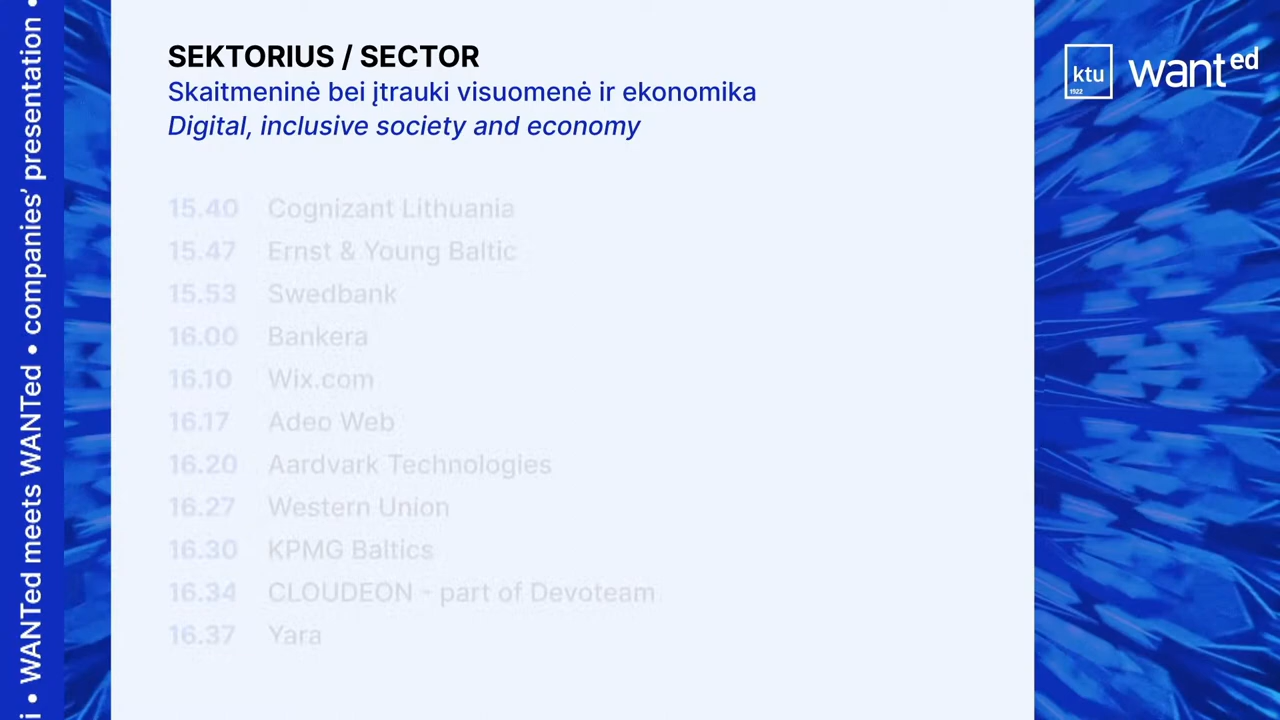 i • WANTed meets WANTed • companies’ presentation •
SEKTORIUS / SECTOR
Skaitmeninė bei įtrauki visuomenė ir ekonomika
Digital, inclusive society and economy
15.40 Cognizant Lithuania
15.47 Ernst & Young Baltic
15.53 Swedbank
16.00 Bankera
16.10 Wix.com
16.17 Adeo Web
16.20 Aardvark Technologies
16.27 Western Union
16.30 KPMG Baltics
16.34 CLOUDEON - part of Devoteam
16.37 Yara
ktu
1922
wanted